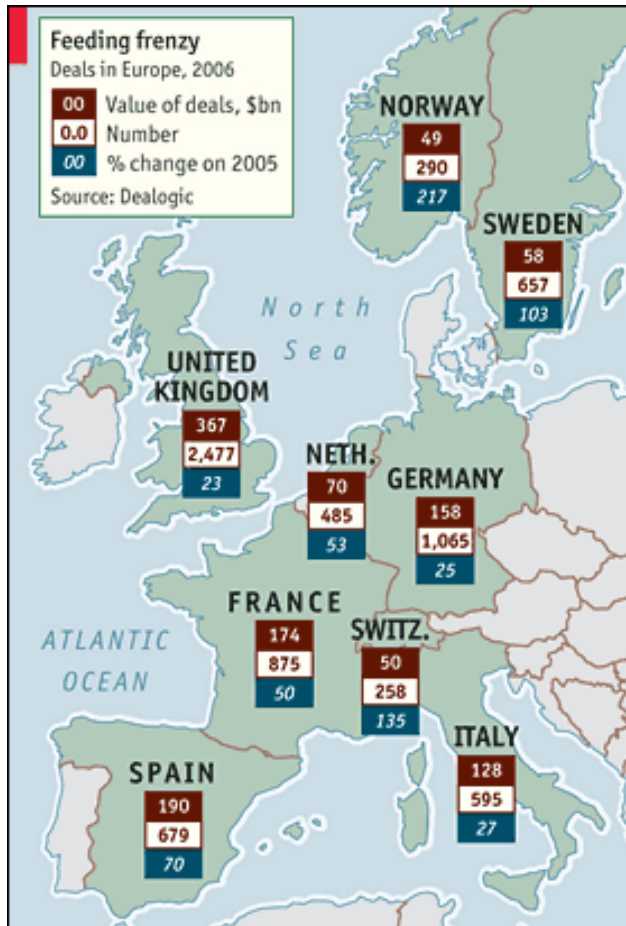 Feeding frenzy
Deals in Europe, 2006
00 Value of deals, $bn
0.0 Number
00 % change on 2005
Source: Dealogic
NORWAY
49
290
217
SWEDEN
58
657
103
North
Sea
UNITED
KINGDOM
367
2,477
23
NETH.
70
485
53
GERMANY
158
1,065
25
FRANCE
174
875
50
SWITZ.
50
258
135
ATLANTIC
OCEAN
ITALY
128
595
27
SPAIN
190
679
70